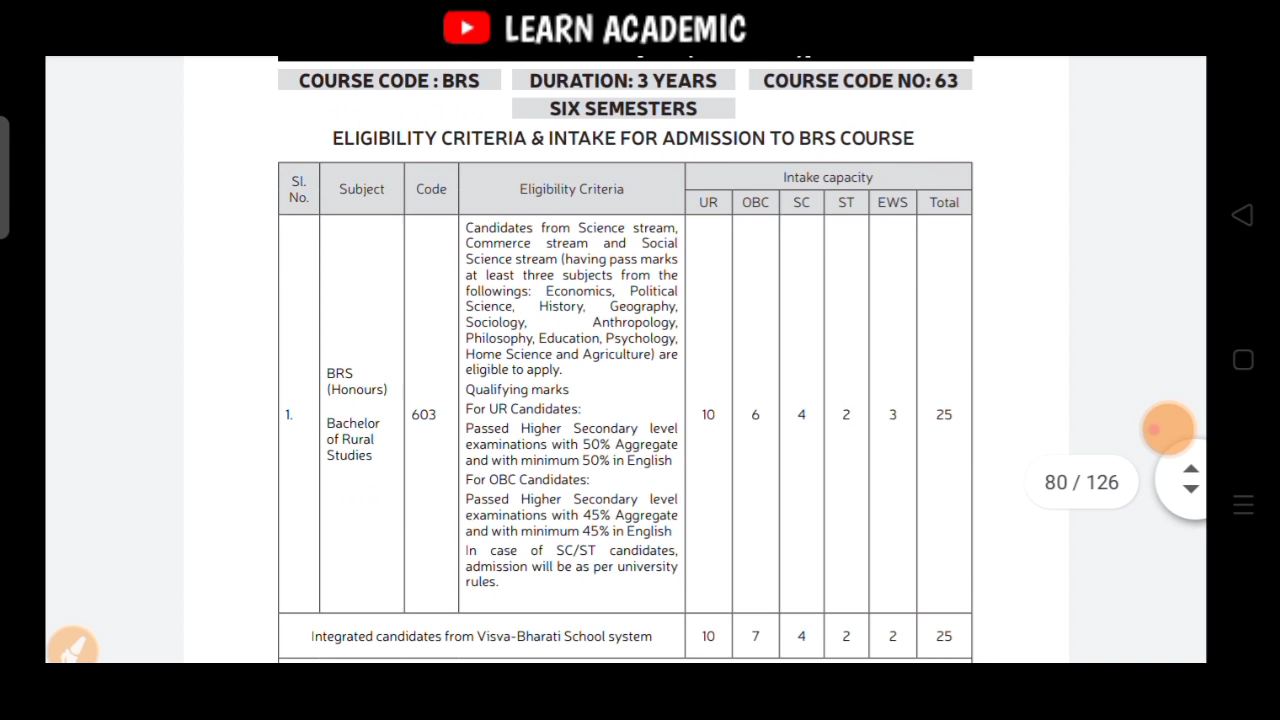 LEARN ACADEMIC
COURSE CODE : BRS
DURATION: 3 YEARS
COURSE CODE NO: 63
SIX SEMESTERS
ELIGIBILITY CRITERIA & INTAKE FOR ADMISSION TO BRS COURSE
Sl. No.
Subject
Code
Eligibility Criteria
Intake capacity
UR
OBC
SC
ST
EWS
Total
1.
BRS
(Honours)
Bachelor
of Rural
Studies
603
Candidates from Science stream,
Commerce stream and Social
Science stream (having pass marks
at least three subjects from the
followings: Economics, Political
Science, History, Geography,
Sociology, Anthropology,
Philosophy, Education, Psychology,
Home Science and Agriculture) are
eligible to apply.
Qualifying marks
For UR Candidates:
Passed Higher Secondary level
examinations with 50% Aggregate
and with minimum 50% in English
For OBC Candidates:
Passed Higher Secondary level
examinations with 45% Aggregate
and with minimum 45% in English
In case of SC/ST candidates,
admission will be as per university
rules.
10
6
4
2
3
25
Integrated candidates from Visva-Bharati School system
10
7
4
2
2
25
80 / 126